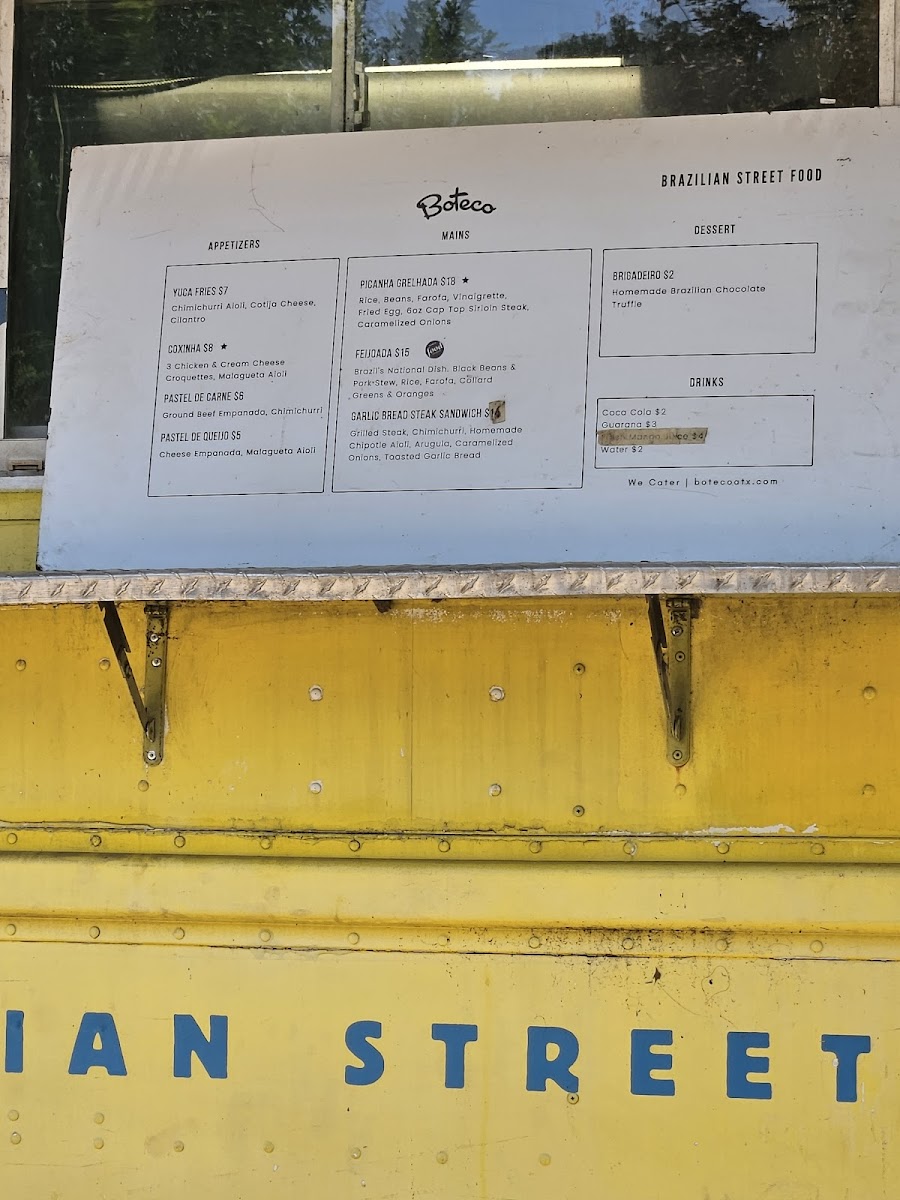 BRAZILIAN STREET FOOD
Boteco
APPETIZERS
YUCA FRIES $7
Chimichurri Aioli, Cotija Cheese,
Cilantro
COXINHA $8 ★
3 Chicken & Cream Cheese
Croquettes, Malagueta Aioli
PASTEL DE CARNE $6
Ground Beef Empanada, Chimichurri
PASTEL DE QUEIJO $5
Cheese Empanada, Malagueta Aioli
MAINS
PICANHA GRELHADA $18 ★
Rice, Beans, Farofa, Vinaigrette,
Fried Egg, 6oz Cap Top Sirloin Steak,
Caramelized Onions
FEIJOADA $15
Brazil's National Dish. Black Beans &
Pork Stew, Rice, Farofa, Collard
Greens & Oranges
GARLIC BREAD STEAK SANDWICH
Grilled Steak, Chimichurri, Homemade
Chipotle Aioli, Arugula, Caramelized
Onions, Toasted Garlic Bread
DESSERT
BRIGADEIRO $2
Homemade Brazilian Chocolate
Truffle
DRINKS
Coca Cola $2
Guarana $3
Mango Juice $4
Water $2
We Cater | botecoatx.com
IAN STREET